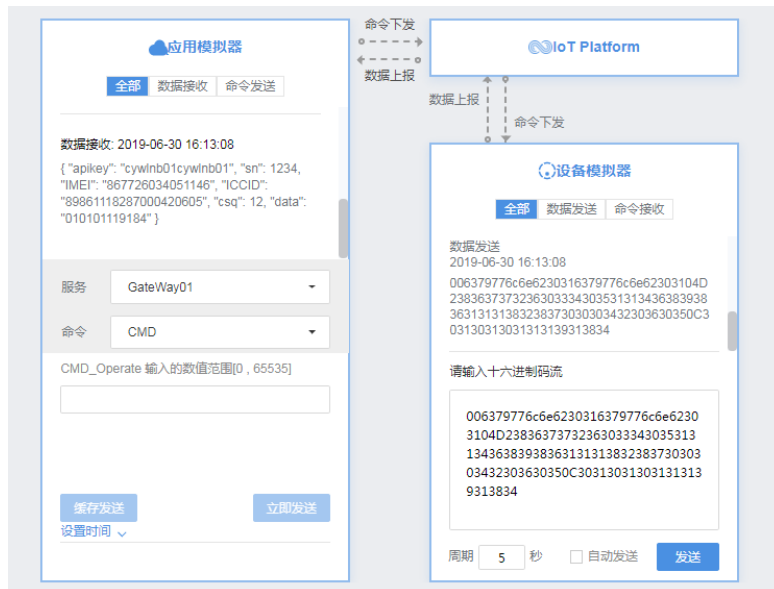 应用模拟器
全部 数据接收 命令发送
数据接收: 2019-06-30 16:13:08
{ "apikey": "cywlnb01cywlnb01", "sn": 1234,
"IMEI": "867726034051146", "ICCID":
"89861118287000420605", "csq": 12, "data":
"010101119184" }
服务 GateWay01
命令 CMD
CMD_Operate 输入的数值范围[0 , 65535]
缓存发送 立即发送
设置时间
命令下发
数据上报
IoT Platform
数据上报
命令下发
设备模拟器
全部 数据发送 命令接收
数据发送
2019-06-30 16:13:08
006379776c6e6230316379776c6e62303104D
2383637373236303334303531313436383938
36313131383238373030303432303630350C3
03130313031313139313834
请输入十六进制码流
006379776c6e6230316379776c6e6230
3104D238363737323630333430353 13
1343638393836313131383238373030 3
03432303630350C30313031303131313
9313834
周期 5 秒 自动发送 发送